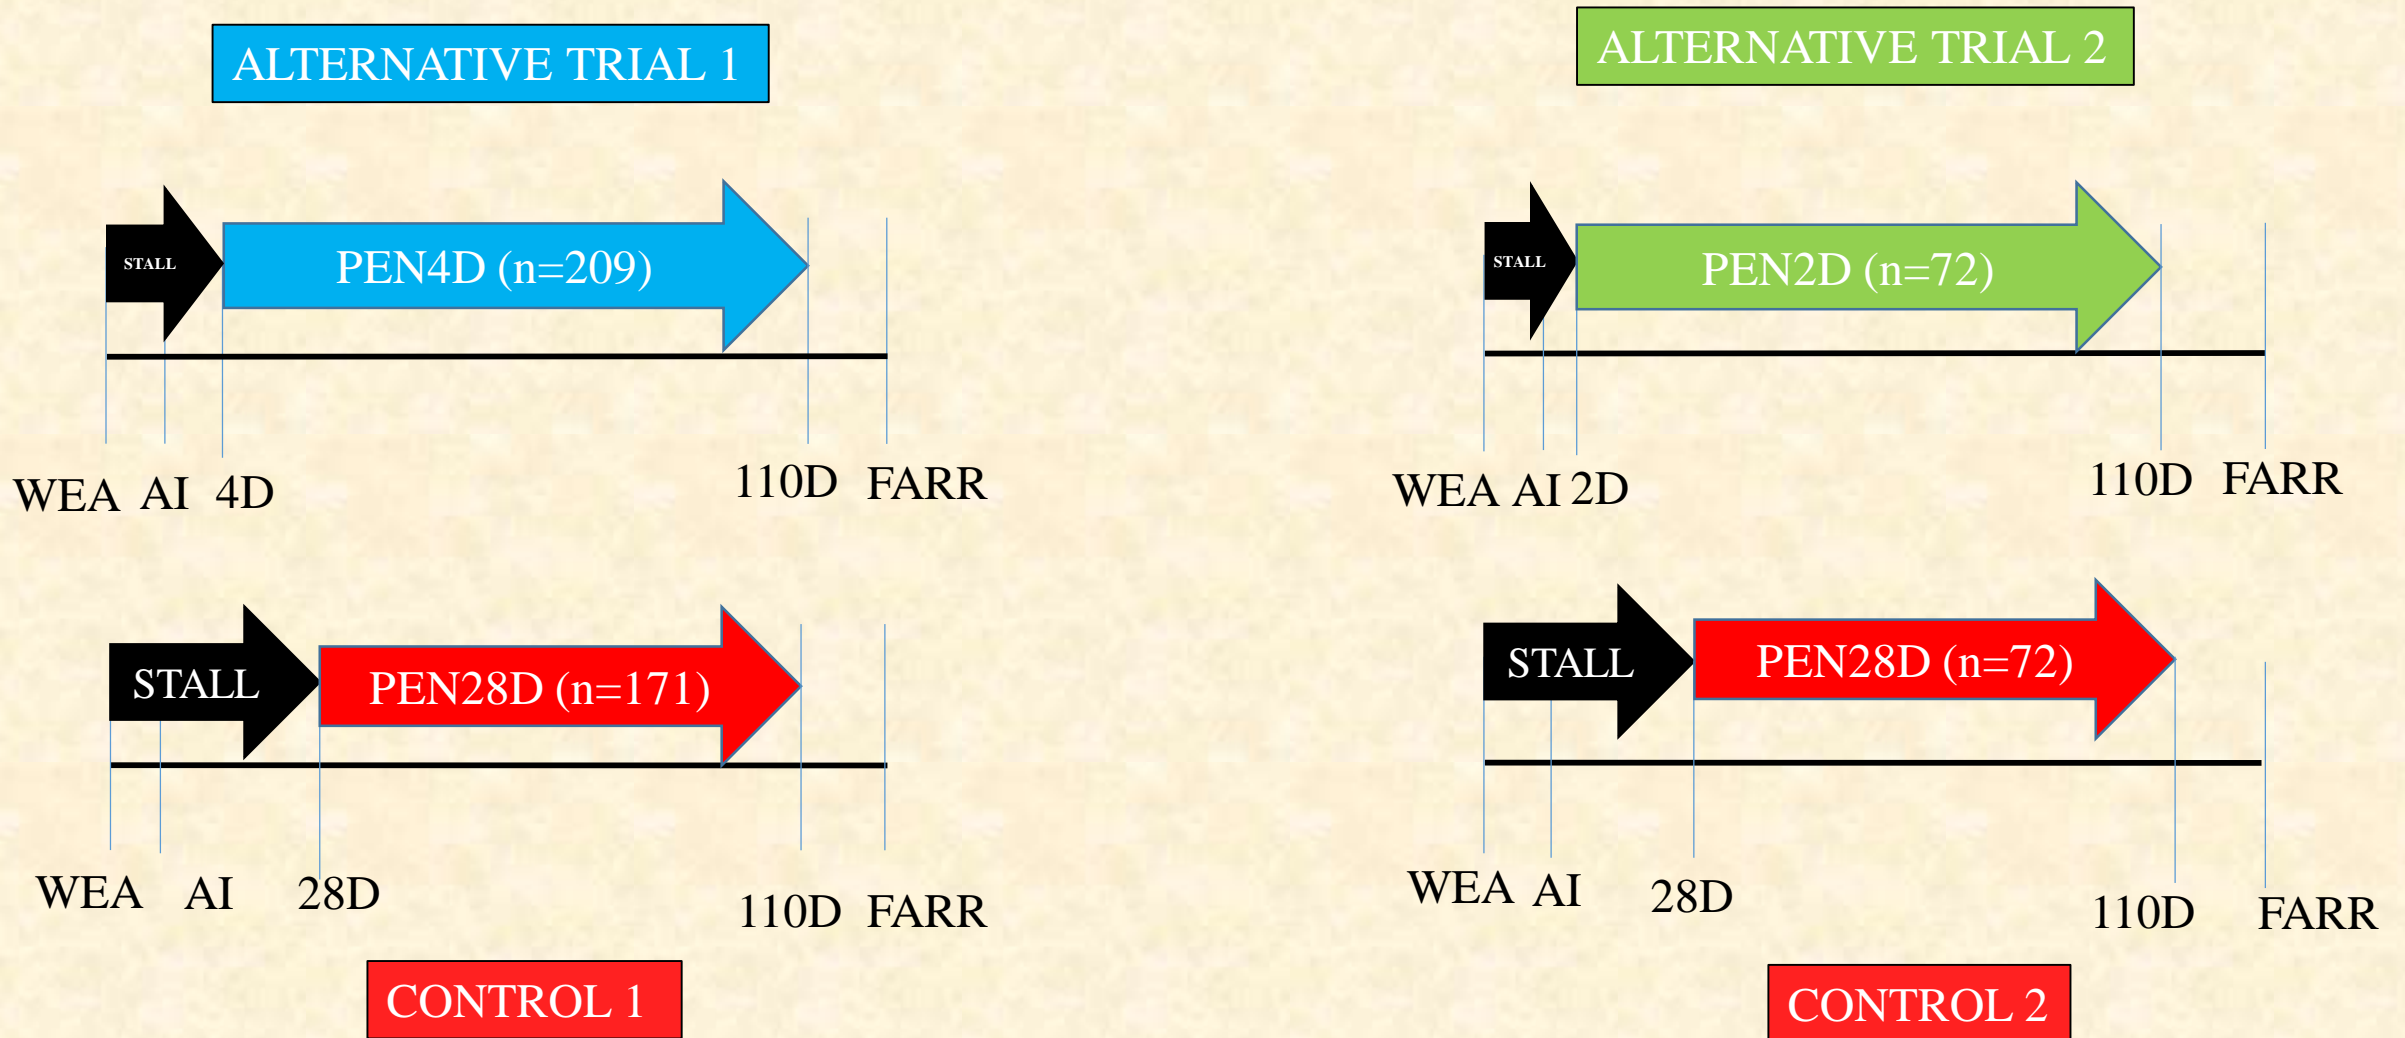 ALTERNATIVE TRIAL 1
STALL
PEN4D (n=209)
WEA AI 4D 110D FARR
STALL
PEN28D (n=171)
WEA AI 28D 110D FARR
CONTROL 1
ALTERNATIVE TRIAL 2
STALL
PEN2D (n=72)
WEA AI 2D 110D FARR
STALL
PEN28D (n=72)
WEA AI 28D 110D FARR
CONTROL 2